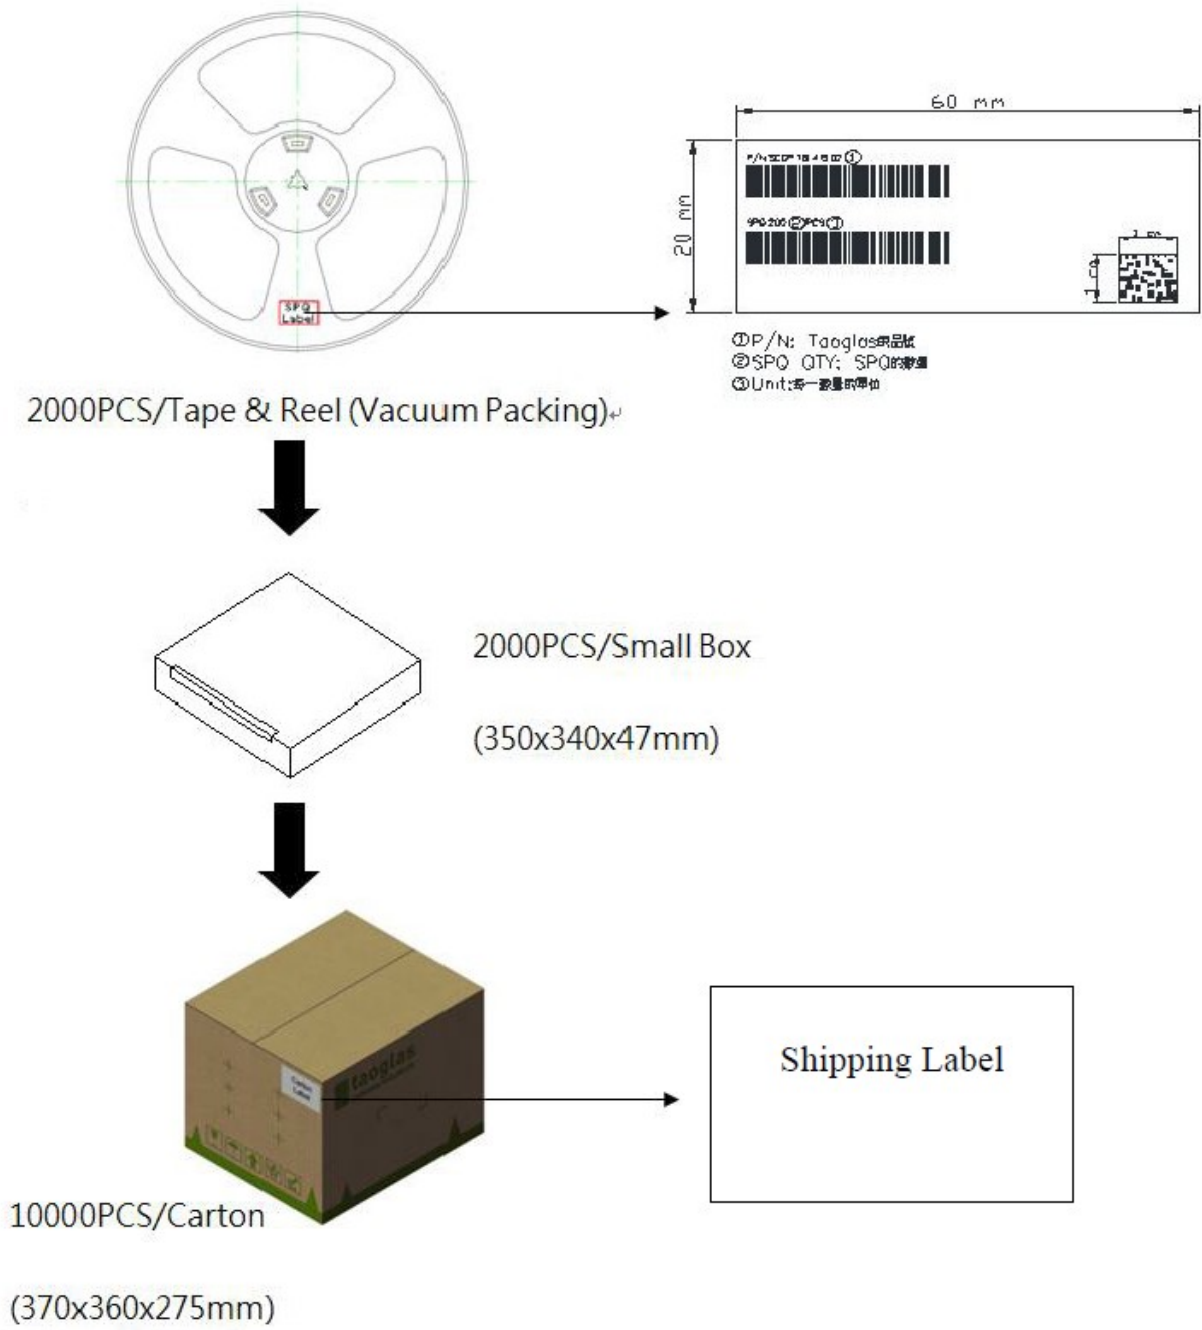 60 mm
20 mm
SPQ
Label
①P/N: Taoglas的品號
②SPQ QTY: SPQ的數量
③Unit:每一數量的單位
2000PCS/Tape & Reel (Vacuum Packing)
2000PCS/Small Box
(350x340x47mm)
taoglas
Carton
Label
Shipping Label
10000PCS/Carton
(370x360x275mm)